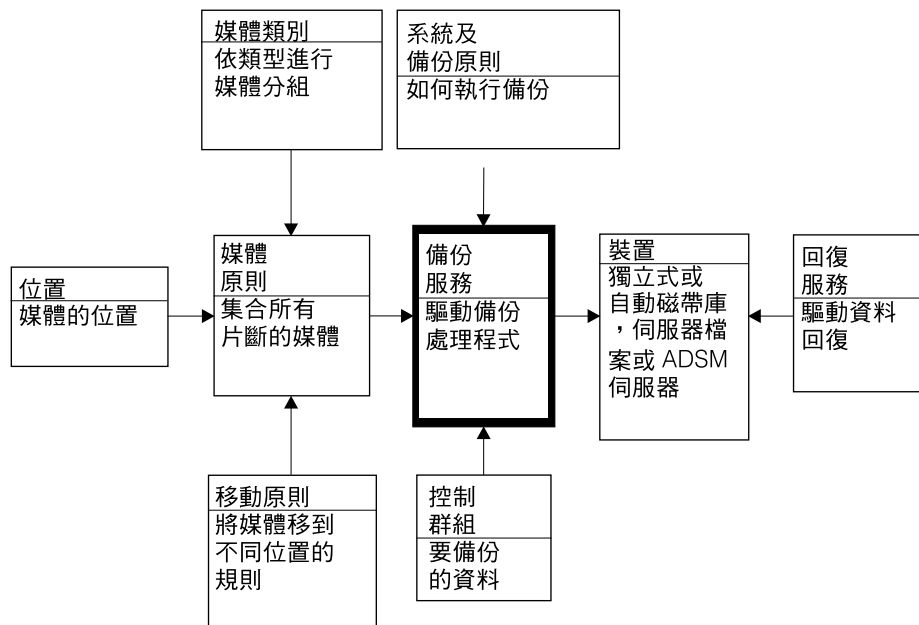 媒體類別
依類型進行
媒體分組
系統及
備份原則
如何執行備份
位置
媒體的位置
媒體
原則
集合所有
片斷的媒體
備份
服務
驅動備份
處理程式
裝置
獨立式或
自動磁帶庫
，伺服器檔
案或 ADSM
伺服器
回復
服務
驅動資料
回復
移動原則
將媒體移到
不同位置的
規則
控制
群組
要備份
的資料